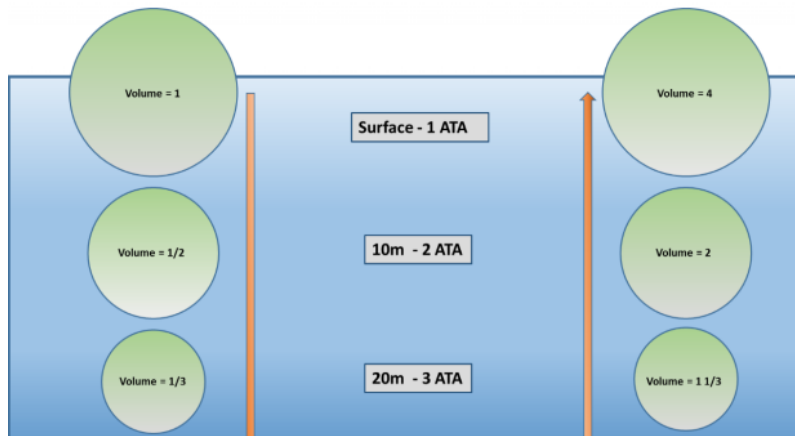 Volume = 1
Surface - 1 ATA
Volume = 4
Volume = 1/2
10m - 2 ATA
Volume = 2
Volume = 1/3
20m - 3 ATA
Volume = 1 1/3